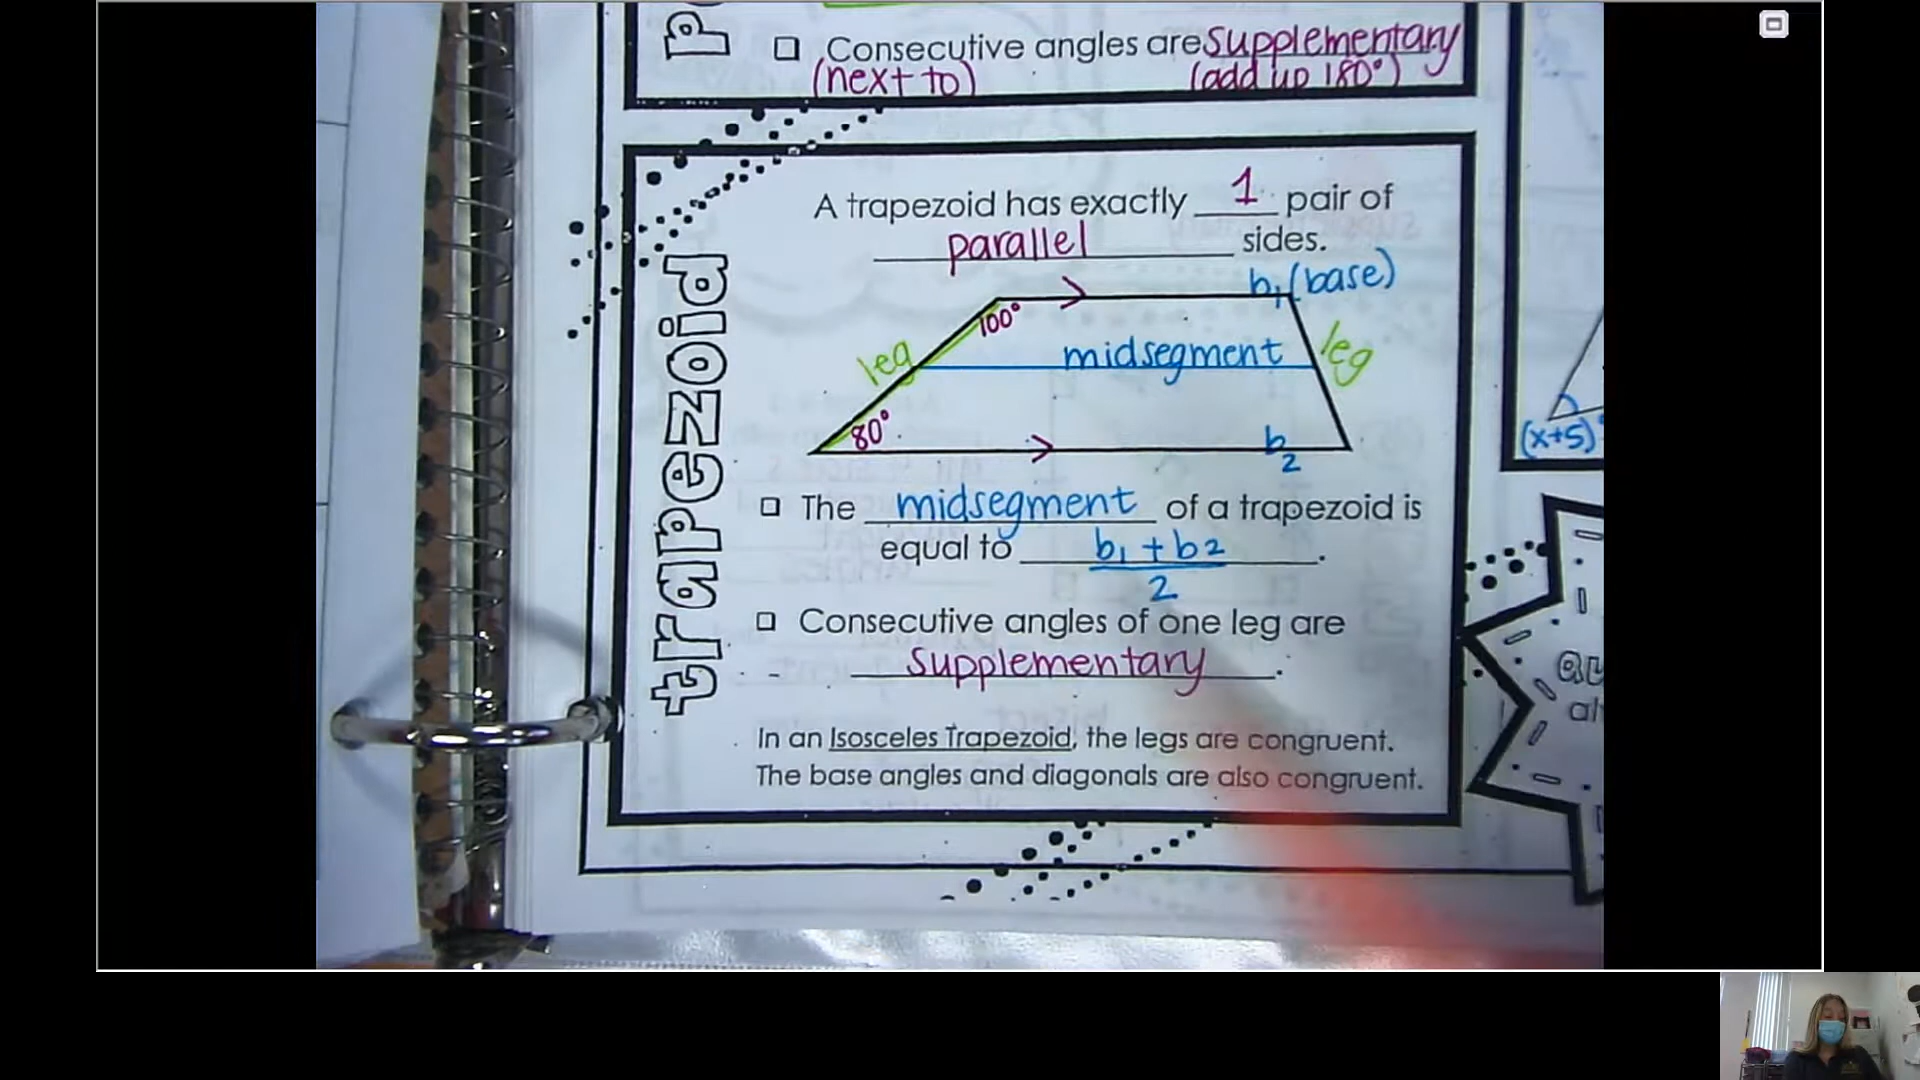 Consecutive angles are supplementary
(next to) (add up 180°)
trapezoid
A trapezoid has exactly 1 pair of
parallel sides.
b₁ (base)
100°
leg
midsegment
leg
80°
b₂
(x+5)°
The midsegment of a trapezoid is
equal to b₁ + b₂
2
Consecutive angles of one leg are
supplementary.
In an Isosceles Trapezoid, the legs are congruent.
The base angles and diagonals are also congruent.